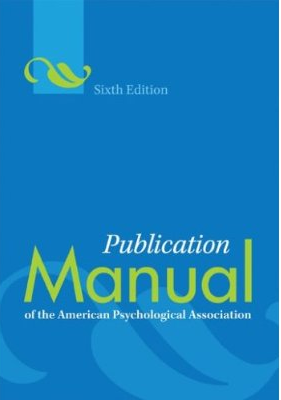 Sixth Edition
Publication
Manual
of the American Psychological Association